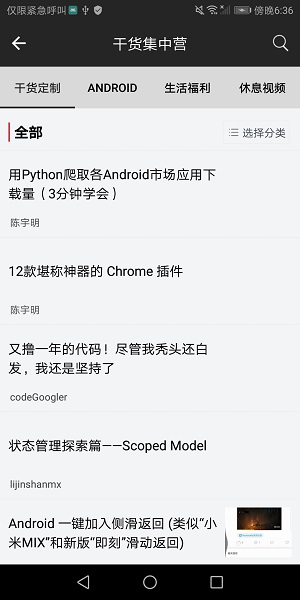 仅限紧急呼叫 傍晚6:36
干货集中营
干货定制 ANDROID 生活福利 休息视频
全部 选择分类
用Python爬取各Android市场应用下
载量（3分钟学会）
陈宇明
12款堪称神器的 Chrome 插件
陈宇明
又撸一年的代码！尽管我秃头还白
发，我还是坚持了
codeGoogler
状态管理探索篇——Scoped Model
lijinshanmx
Android 一键加入侧滑返回 (类似“小
米MIX”和新版“即刻”滑动返回)